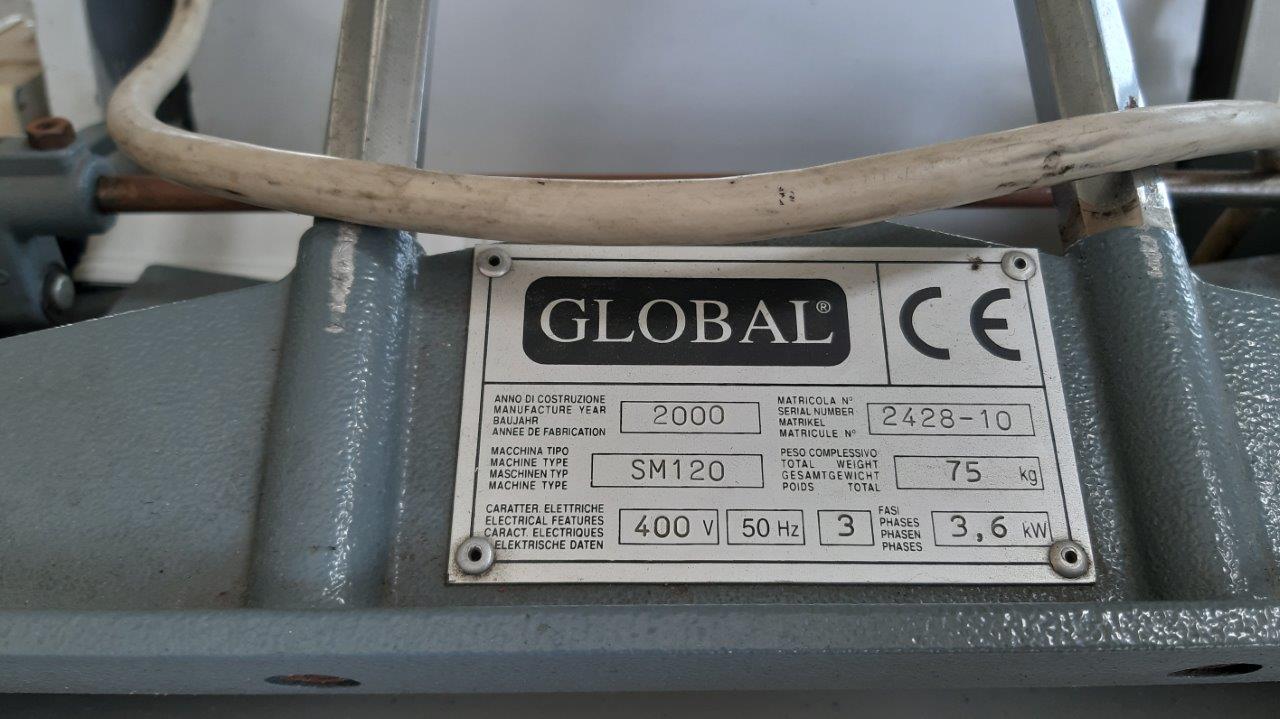 GLOBAL®
CE
ANNO DI COSTRUZIONE
MANUFACTURE YEAR
BAUJAHR
ANNEE DE FABRICATION
2000
MATRICOLA N°
SERIAL NUMBER
MATRIKEL
MATRICULE N°
2428-10
MACCHINA TIPO
MACHINE TYPE
MASCHINEN TYP
MACHINE TYPE
SM120
PESO COMPLESSIVO
TOTAL WEIGHT
GESAMTGEWICHT
POIDS TOTAL
75 kg
CARATTER. ELETTRICHE
ELECTRICAL FEATURES
CARACT. ELECTRIQUES
ELEKTRISCHE DATEN
400 V
50 Hz
3
FASI
PHASES
PHASEN
PHASES
3,6 kW